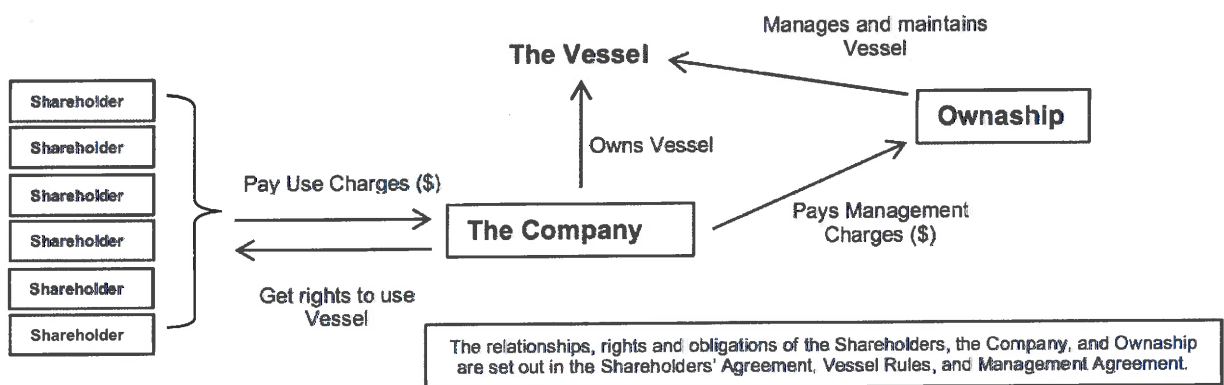 Manages and maintains
Vessel
The Vessel
Shareholder
Ownaship
Shareholder
Owns Vessel
Pay Use Charges ($)
Shareholder
Pays Management
Charges ($)
The Company
Shareholder
Shareholder
Get rights to use
Vessel
Shareholder
The relationships, rights and obligations of the Shareholders, the Company, and Ownaship
are set out in the Shareholders' Agreement, Vessel Rules, and Management Agreement.